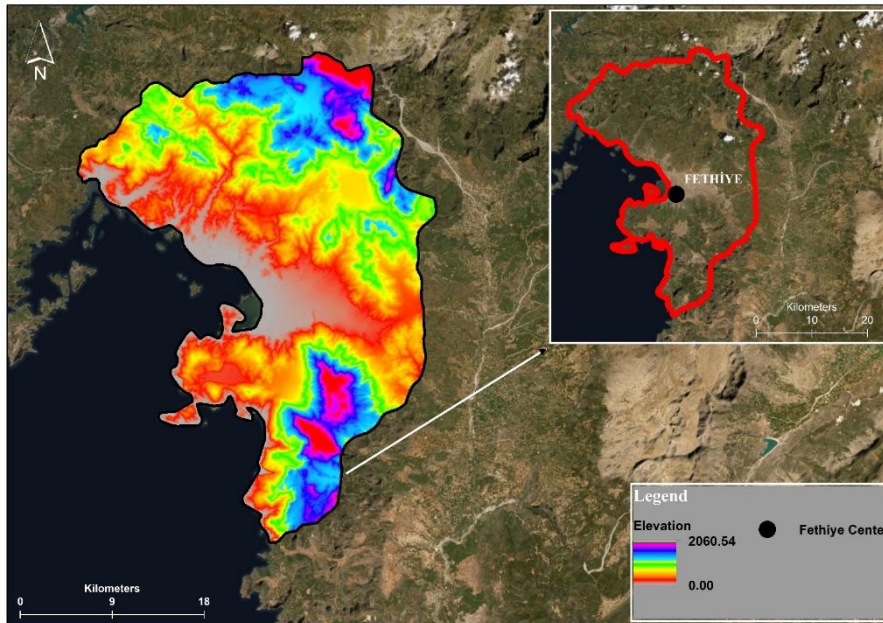 N
FETHİYE
Kilometers
0 10 20
Legend
Elevation
2060.54
0.00
Fethiye Cente
Kilometers
0 9 18